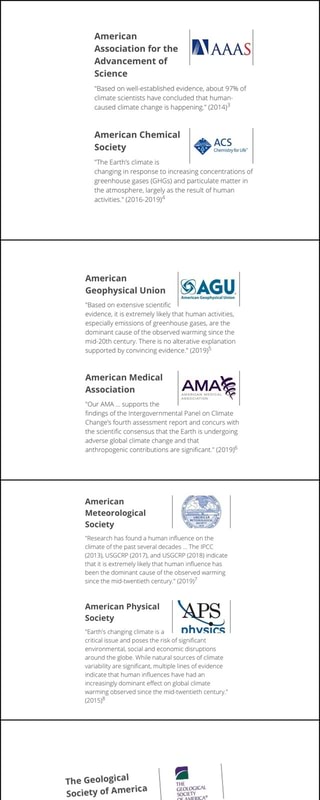 American
Association for the
Advancement of
Science
AAAS
"Based on well-established evidence, about 97% of
climate scientists have concluded that human-
caused climate change is happening." (2014)3
American Chemical
Society
ACS
Chemistry for Life®
"The Earth's climate is
changing in response to increasing concentrations of
greenhouse gases (GHGs) and particulate matter in
the atmosphere, largely as the result of human
activities." (2016-2019)4
American
Geophysical Union
AGU
American Geophysical Union
"Based on extensive scientific
evidence, it is extremely likely that human activities,
especially emissions of greenhouse gases, are the
dominant cause of the observed warming since the
mid-20th century. There is no alterative explanation
supported by convincing evidence." (2019)5
American Medical
Association
AMA
AMERICAN MEDICAL
ASSOCIATION
"Our AMA ... supports the
findings of the Intergovernmental Panel on Climate
Change's fourth assessment report and concurs with
the scientific consensus that the Earth is undergoing
adverse global climate change and that
anthropogenic contributions are significant." (2019)6
American
Meteorological
Society
"Research has found a human influence on the
climate of the past several decades ... The IPCC
(2013), USGCRP (2017), and USGCRP (2018) indicate
that it is extremely likely that human influence has
been the dominant cause of the observed warming
since the mid-twentieth century." (2019)7
American Physical
Society
APS
physics
"Earth's changing climate is a
critical issue and poses the risk of significant
environmental, social and economic disruptions
around the globe. While natural sources of climate
variability are significant, multiple lines of evidence
indicate that human influences have had an
increasingly dominant effect on global climate
warming observed since the mid-twentieth century."
(2015)8
The Geological
Society of America
THE
GEOLOGICAL
SOCIETY
OF AMERICA®